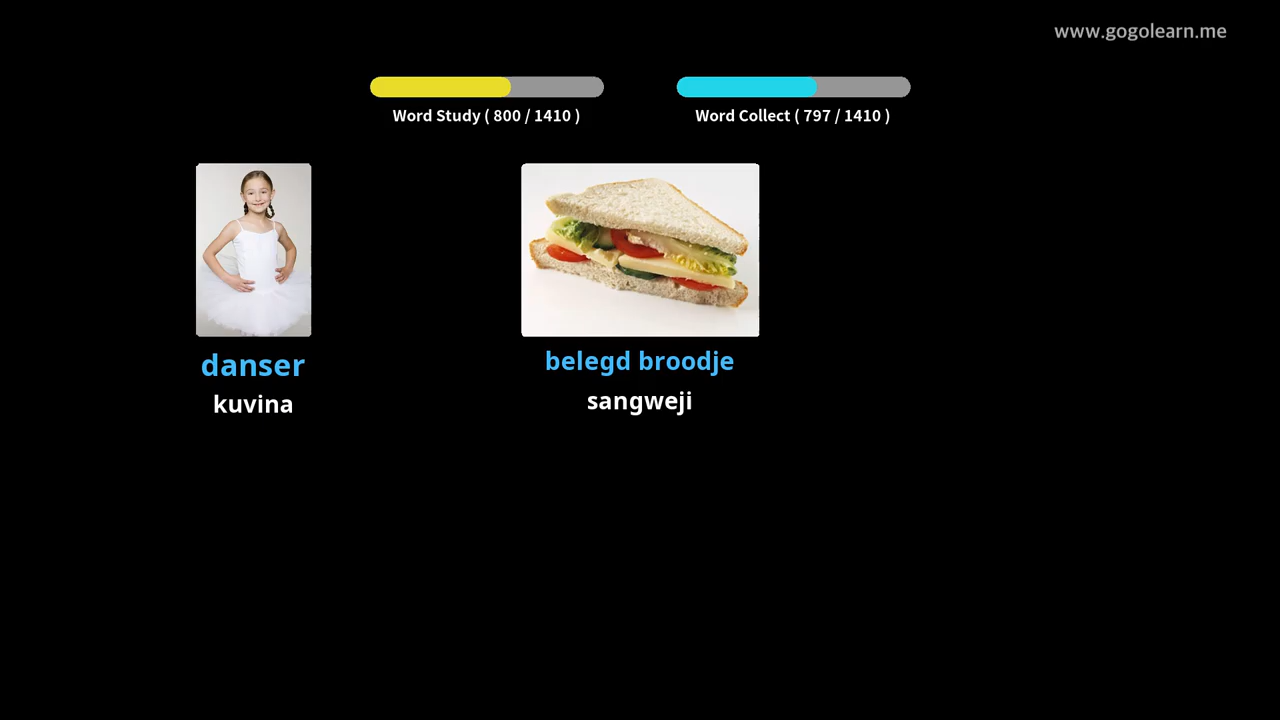 www.gogolearn.me
Word Study ( 800 / 1410 )
Word Collect ( 797 / 1410 )
danser
kuvina
belegd broodje
sangweji